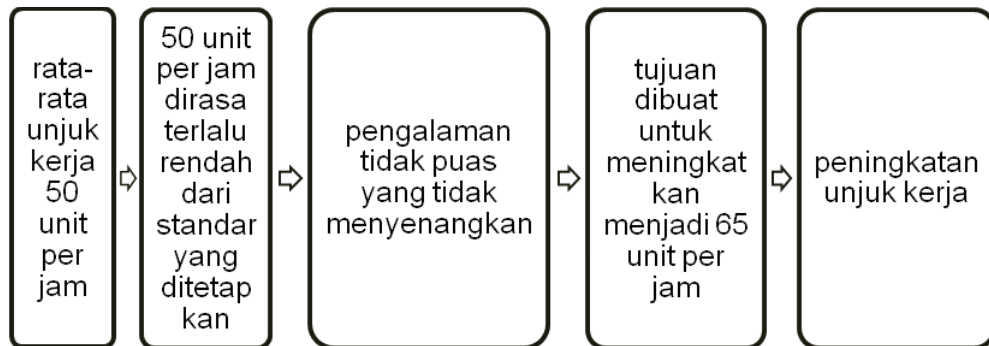 rata-
rata
unjuk
kerja
50
unit
per
jam
50 unit
per jam
dirasa
terlalu
rendah
dari
standar
yang
ditetap
kan
pengalaman
tidak puas
yang tidak
menyenangkan
tujuan
dibuat
untuk
meningkat
kan
menjadi 65
unit per
jam
peningkatan
unjuk kerja